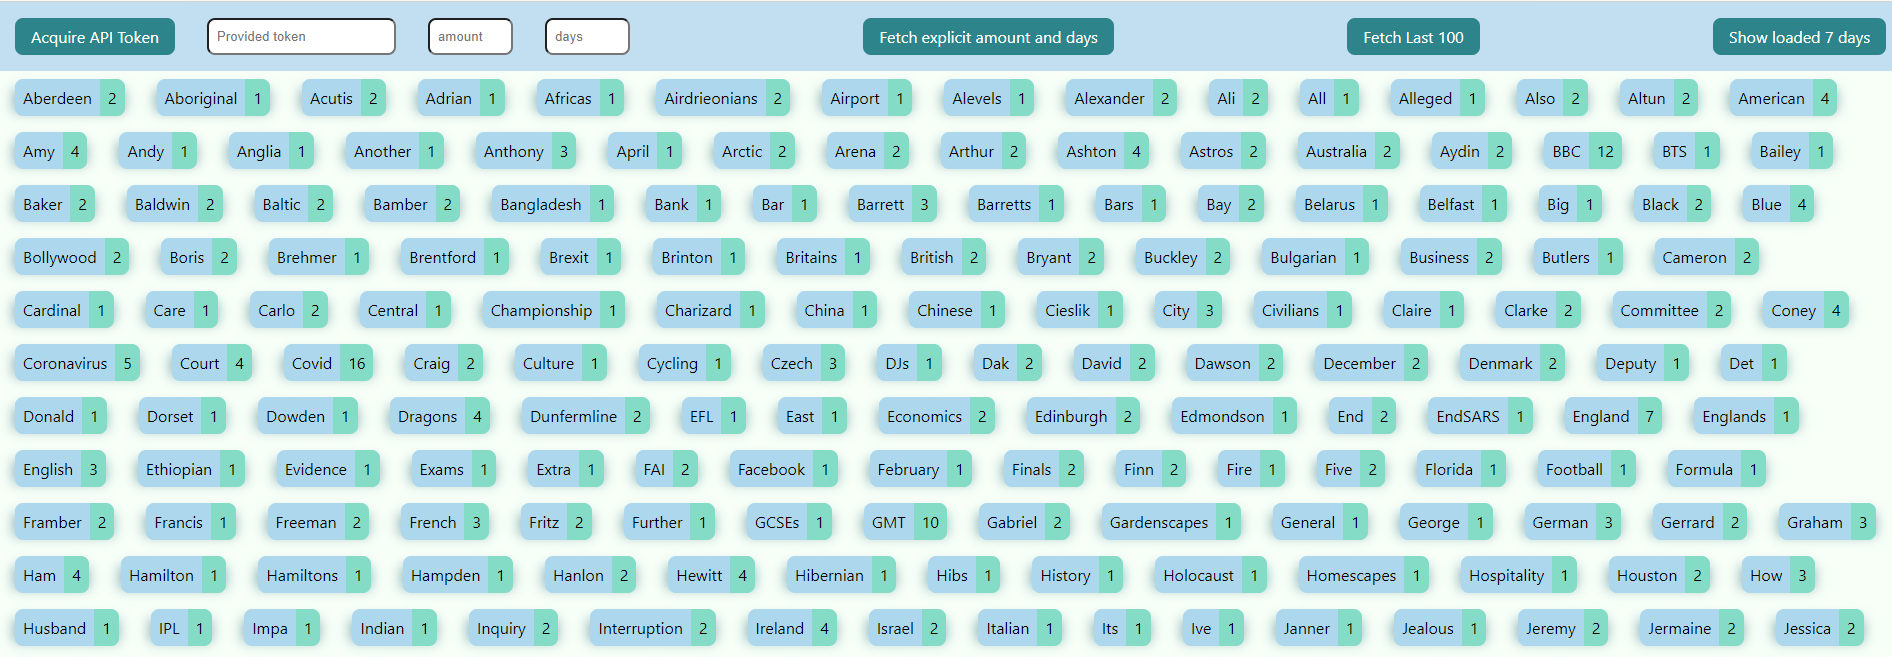 Acquire API Token Provided token amount days Fetch explicit amount and days Fetch Last 100 Show loaded 7 days
Aberdeen 2 Aboriginal 1 Acutis 2 Adrian 1 Africas 1 Airdrieonians 2 Airport 1 Alevels 1 Alexander 2 Ali 2 All 1 Alleged 1 Also 2 Altun 2 American 4
Amy 4 Andy 1 Anglia 1 Another 1 Anthony 3 April 1 Arctic 2 Arena 2 Arthur 2 Ashton 4 Astros 2 Australia 2 Aydin 2 BBC 12 BTS 1 Bailey 1
Baker 2 Baldwin 2 Baltic 2 Bamber 2 Bangladesh 1 Bank 1 Bar 1 Barrett 3 Barretts 1 Bars 1 Bay 2 Belarus 1 Belfast 1 Big 1 Black 2 Blue 4
Bollywood 2 Boris 2 Brehmer 1 Brentford 1 Brexit 1 Brinton 1 Britains 1 British 2 Bryant 2 Buckley 2 Bulgarian 1 Business 2 Butlers 1 Cameron 2
Cardinal 1 Care 1 Carlo 2 Central 1 Championship 1 Charizard 1 China 1 Chinese 1 Cieslik 1 City 3 Civilians 1 Claire 1 Clarke 2 Committee 2 Coney 4
Coronavirus 5 Court 4 Covid 16 Craig 2 Culture 1 Cycling 1 Czech 3 DJs 1 Dak 2 David 2 Dawson 2 December 2 Denmark 2 Deputy 1 Det 1
Donald 1 Dorset 1 Dowden 1 Dragons 4 Dunfermline 2 EFL 1 East 1 Economics 2 Edinburgh 2 Edmondson 1 End 2 EndSARS 1 England 7 Englands 1
English 3 Ethiopian 1 Evidence 1 Exams 1 Extra 1 FAI 2 Facebook 1 February 1 Finals 2 Finn 2 Fire 1 Five 2 Florida 1 Football 1 Formula 1
Framber 2 Francis 1 Freeman 2 French 3 Fritz 2 Further 1 GCSEs 1 GMT 10 Gabriel 2 Gardenscapes 1 General 1 George 1 German 3 Gerrard 2 Graham 3
Ham 4 Hamilton 1 Hamiltons 1 Hampden 1 Hanlon 2 Hewitt 4 Hibernian 1 Hibs 1 History 1 Holocaust 1 Homescapes 1 Hospitality 1 Houston 2 How 3
Husband 1 IPL 1 Impa 1 Indian 1 Inquiry 2 Interruption 2 Ireland 4 Israel 2 Italian 1 Its 1 Ive 1 Janner 1 Jealous 1 Jeremy 2 Jermaine 2 Jessica 2